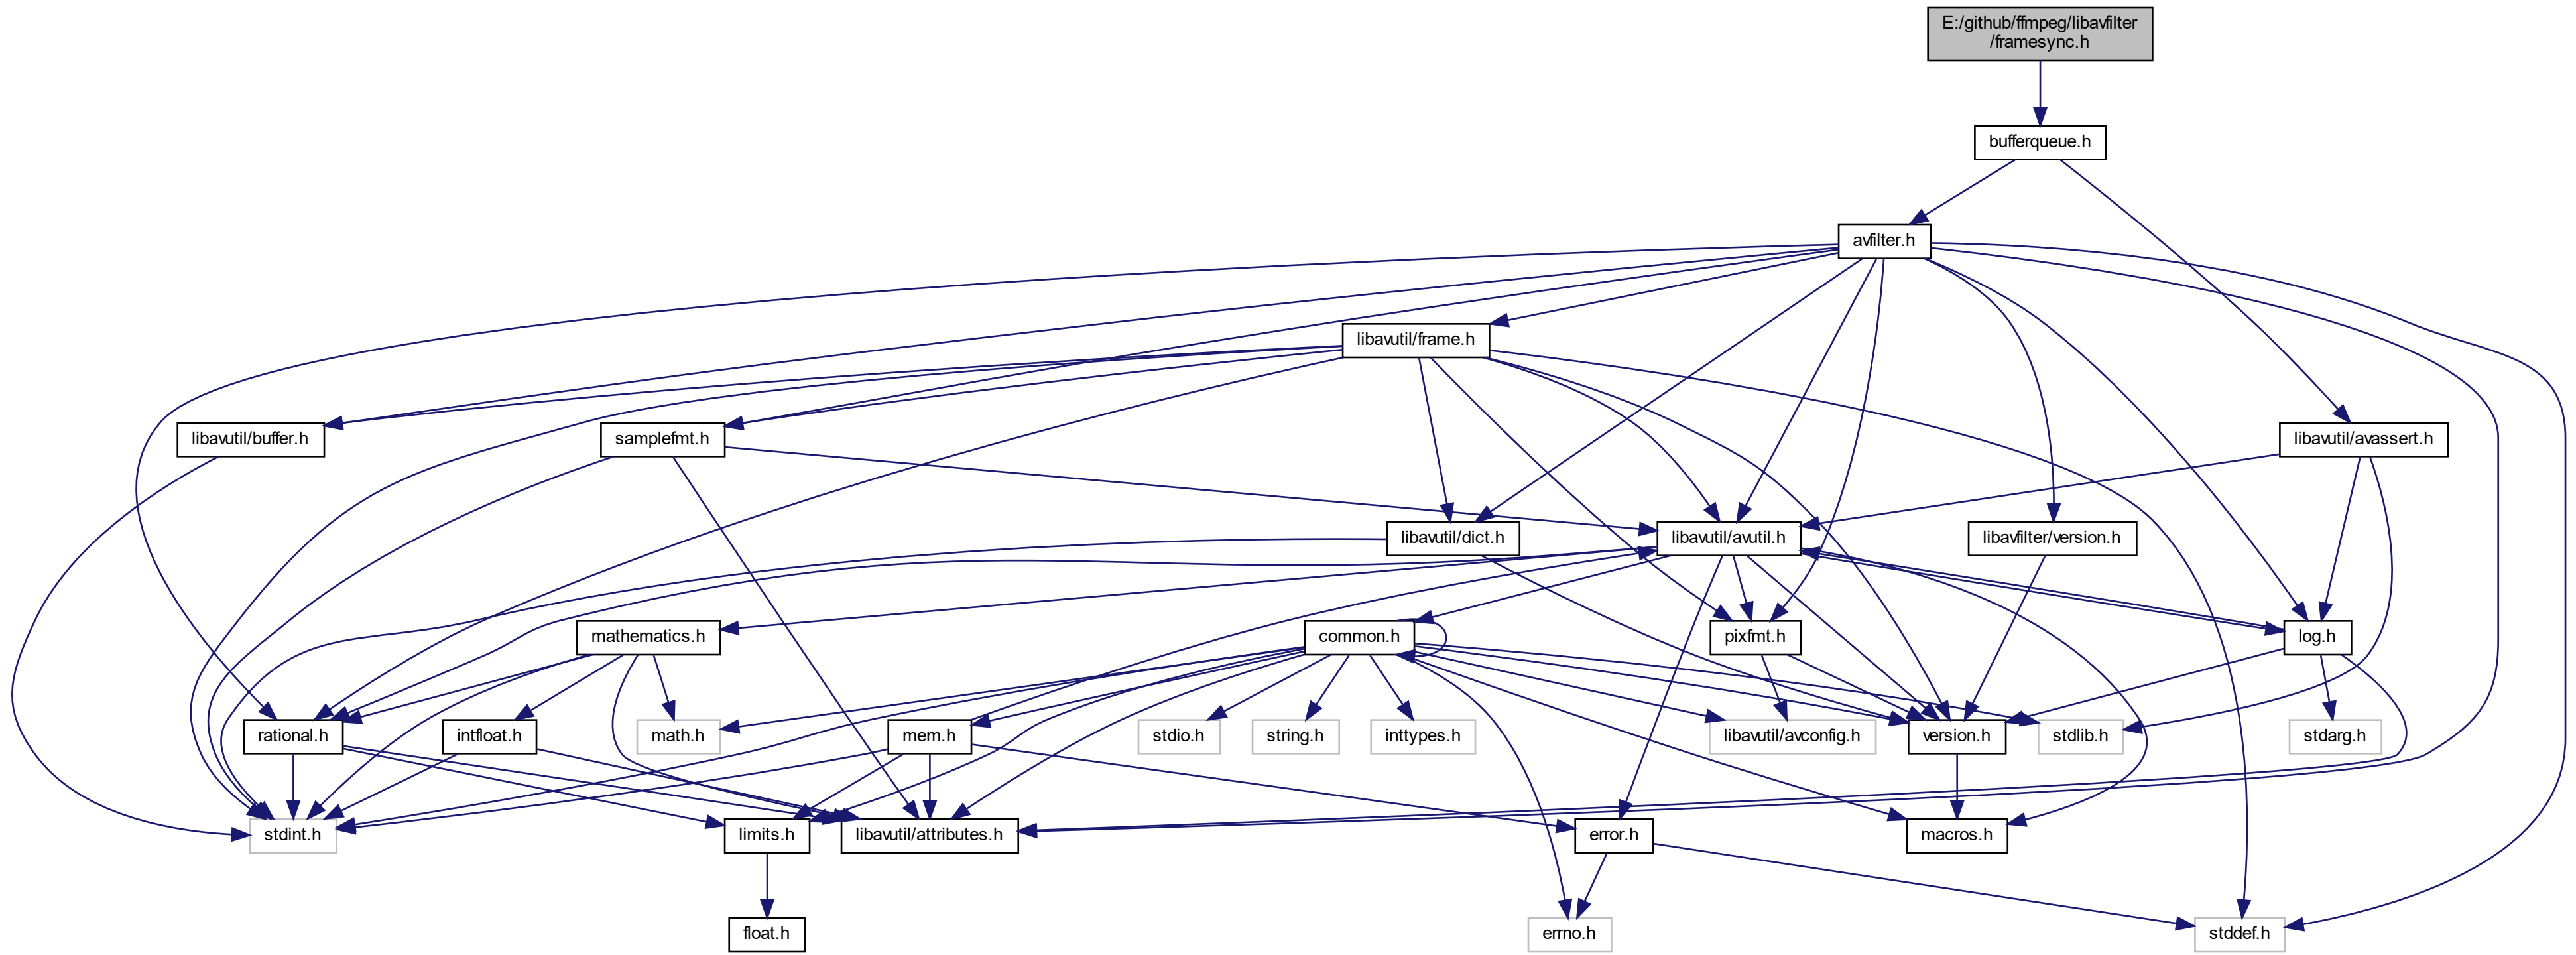 E:/github/ffmpeg/libavfilter
/framesync.h
bufferqueue.h
avfilter.h
libavutil/frame.h
libavutil/buffer.h
samplefmt.h
libavutil/avassert.h
libavutil/dict.h
libavutil/avutil.h
libavfilter/version.h
mathematics.h
common.h
pixfmt.h
log.h
rational.h
intfloat.h
math.h
mem.h
stdio.h
string.h
inttypes.h
libavutil/avconfig.h
version.h
stdlib.h
stdarg.h
stdint.h
limits.h
libavutil/attributes.h
error.h
macros.h
float.h
errno.h
stddef.h